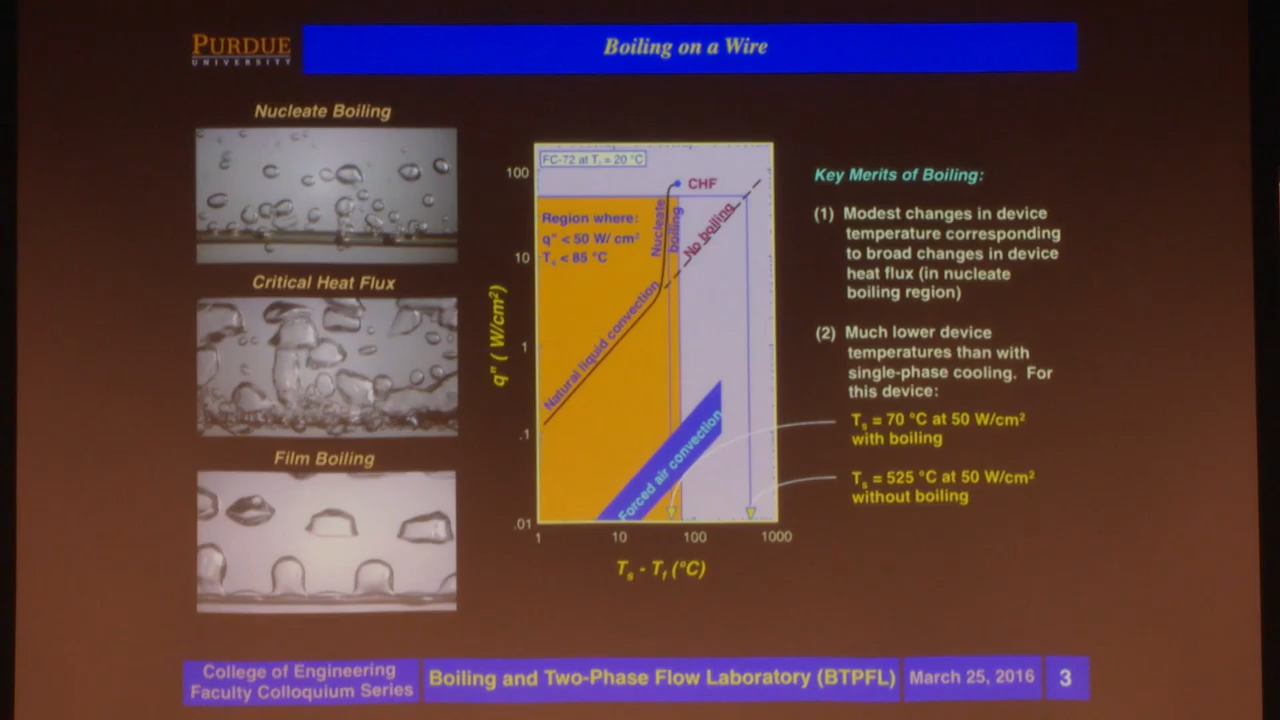 PURDUE
UNIVERSITY
Boiling on a Wire
Nucleate Boiling
Critical Heat Flux
Film Boiling
FC-72 at Tf = 20 °C
CHF
Region where:
q" < 50 W/ cm²
Ts < 85 °C
Nucleate
boiling
No boiling
Natural liquid convection
Forced air convection
q" ( W/cm²)
100
10
1
.1
.01
1
10
100
1000
Ts - Tf (°C)
Key Merits of Boiling:
(1) Modest changes in device
temperature corresponding
to broad changes in device
heat flux (in nucleate
boiling region)
(2) Much lower device
temperatures than with
single-phase cooling. For
this device:
Ts = 70 °C at 50 W/cm²
with boiling
Ts = 525 °C at 50 W/cm²
without boiling
College of Engineering
Faculty Colloquium Series
Boiling and Two-Phase Flow Laboratory (BTPFL)
March 25, 2016
3